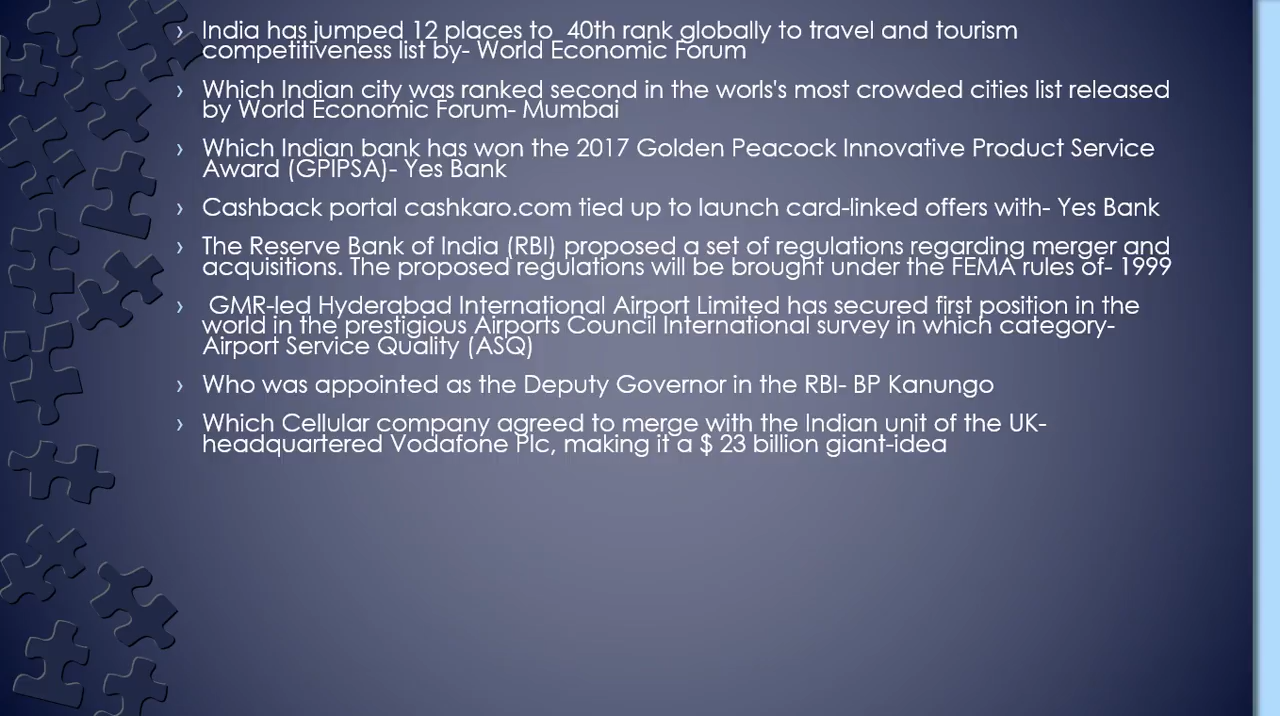 › India has jumped 12 places to  40th rank globally to travel and tourism
competitiveness list by- World Economic Forum
› Which Indian city was ranked second in the worls's most crowded cities list released
by World Economic Forum- Mumbai
› Which Indian bank has won the 2017 Golden Peacock Innovative Product Service
Award (GPIPSA)- Yes Bank
› Cashback portal cashkaro.com tied up to launch card-linked offers with- Yes Bank
› The Reserve Bank of India (RBI) proposed a set of regulations regarding merger and
acquisitions. The proposed regulations will be brought under the FEMA rules of- 1999
›  GMR-led Hyderabad International Airport Limited has secured first position in the
world in the prestigious Airports Council International survey in which category-
Airport Service Quality (ASQ)
› Who was appointed as the Deputy Governor in the RBI- BP Kanungo
› Which Cellular company agreed to merge with the Indian unit of the UK-
headquartered Vodafone Plc, making it a $ 23 billion giant-idea